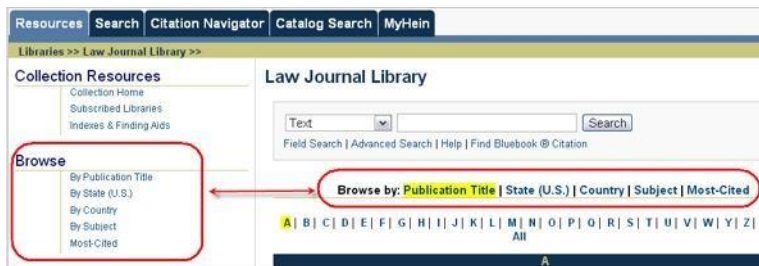 Resources Search Citation Navigator Catalog Search MyHein
Libraries >> Law Journal Library >>
Collection Resources
Collection Home
Subscribed Libraries
Indexes & Finding Aids
Browse
By Publication Title
By State (U.S.)
By Country
By Subject
Most-Cited
Law Journal Library
Text Search
Field Search | Advanced Search | Help | Find Bluebook ® Citation
Browse by: Publication Title | State (U.S.) | Country | Subject | Most-Cited
A| B| C| D| E| F| G| H| I| J| K| L| M| N| O| P| Q| R| S| T| U| V| W| Y| Z|
All
A